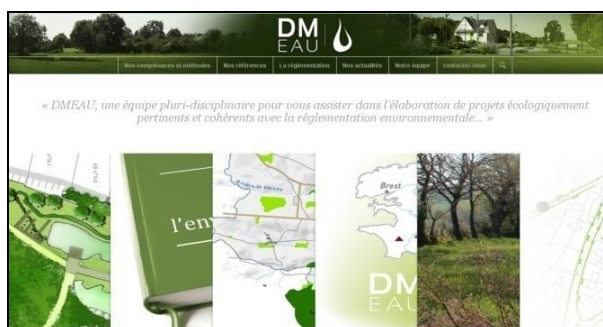 DM
EAU
Nos compétences et méthodes
Nos références
La règlementation
Nos actualités
Notre équipe
contactez-nous
« DMEAU, une équipe pluri-disciplinaire pour vous assister dans l'élaboration de projets écologiquement
pertinents et cohérents avec la réglementation environnementale... »
l'env
Brest
DM
EAU